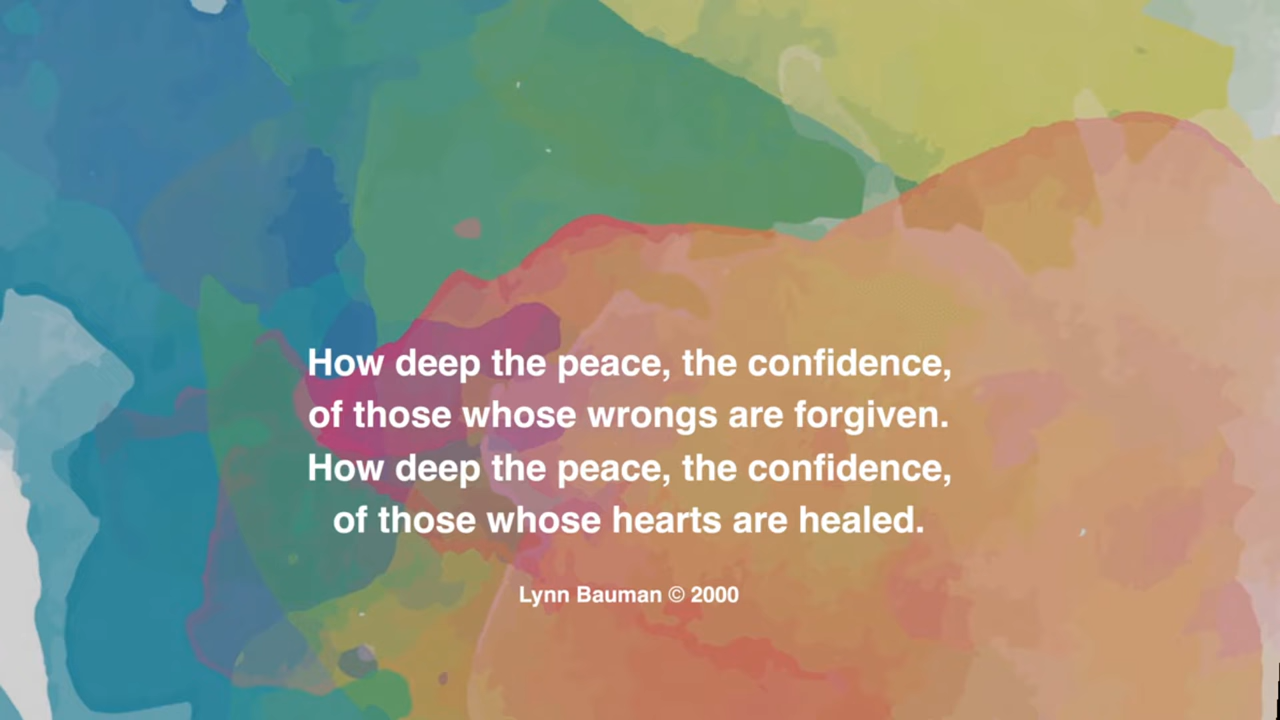 How deep the peace, the confidence,
of those whose wrongs are forgiven.
How deep the peace, the confidence,
of those whose hearts are healed.
Lynn Bauman © 2000